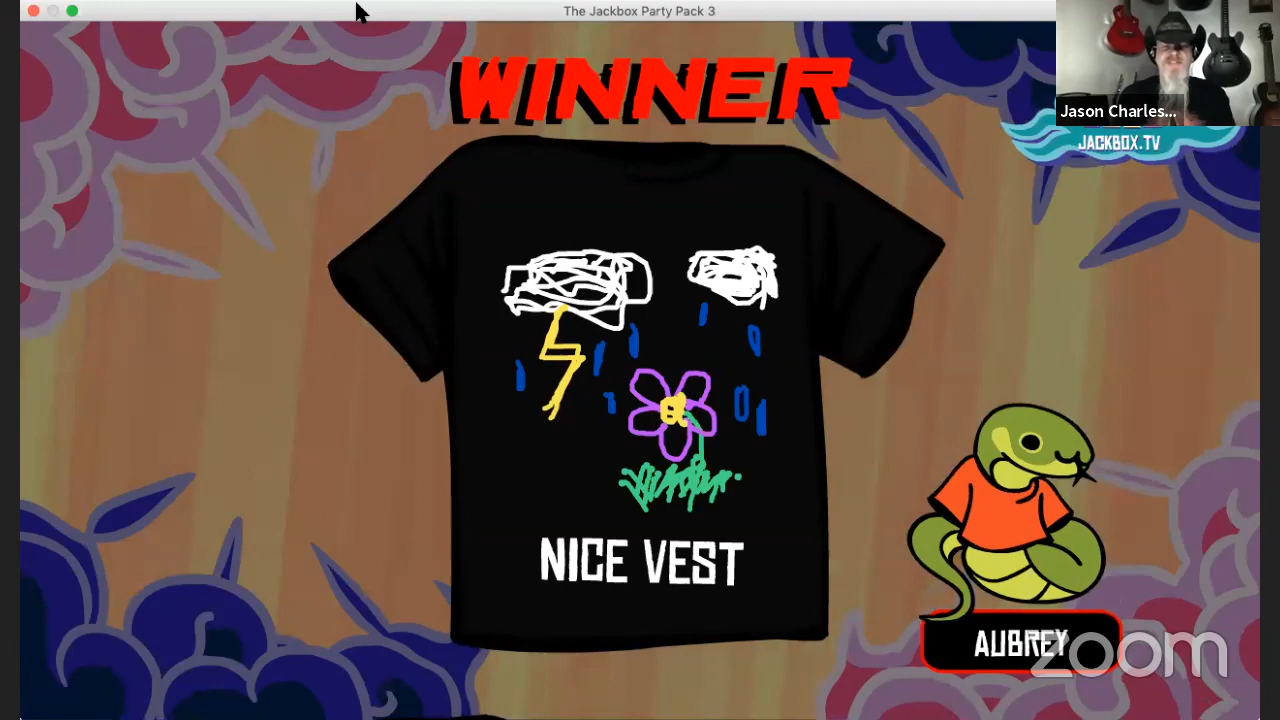 The Jackbox Party Pack 3
WINNER
Jason Charles...
JACKBOX.TV
NICE VEST
AUBREY
zoom